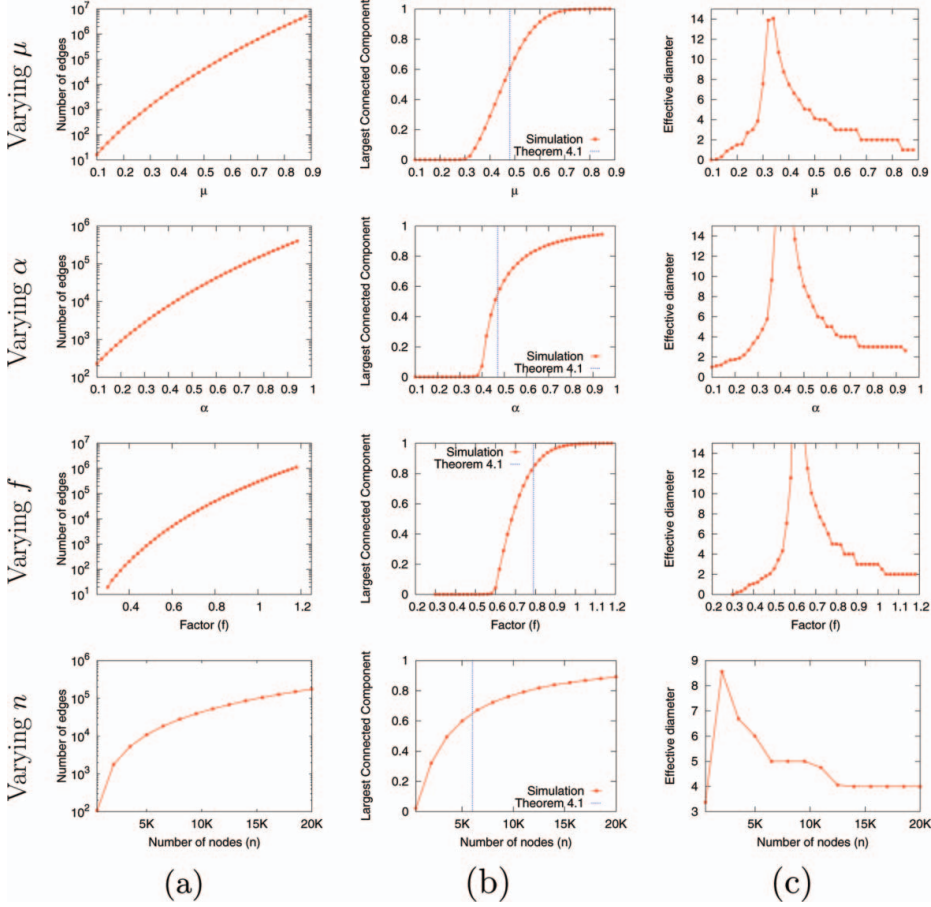 Varying μ
Number of edges
10^7
10^6
10^5
10^4
10^3
10^2
10^1
0.1 0.2 0.3 0.4 0.5 0.6 0.7 0.8 0.9
μ
Largest Connected Component
1
0.8
0.6
0.4
0.2
0
Simulation
Theorem 4.1
0.1 0.2 0.3 0.4 0.5 0.6 0.7 0.8 0.9
μ
Effective diameter
14
12
10
8
6
4
2
0
0.1 0.2 0.3 0.4 0.5 0.6 0.7 0.8 0.9
μ
Varying α
Number of edges
10^6
10^5
10^4
10^3
10^2
0.1 0.2 0.3 0.4 0.5 0.6 0.7 0.8 0.9 1
α
Largest Connected Component
1
0.8
0.6
0.4
0.2
0
Simulation
Theorem 4.1
0.1 0.2 0.3 0.4 0.5 0.6 0.7 0.8 0.9 1
α
Effective diameter
14
12
10
8
6
4
2
0
0.1 0.2 0.3 0.4 0.5 0.6 0.7 0.8 0.9 1
α
Varying f
Number of edges
10^7
10^6
10^5
10^4
10^3
10^2
10^1
0.4 0.6 0.8 1 1.2
Factor (f)
Largest Connected Component
1
0.8
0.6
0.4
0.2
0
Simulation
Theorem 4.1
0.2 0.3 0.4 0.5 0.6 0.7 0.8 0.9 1 1.1 1.2
Factor (f)
Effective diameter
14
12
10
8
6
4
2
0
0.2 0.3 0.4 0.5 0.6 0.7 0.8 0.9 1 1.1 1.2
Factor (f)
Varying n
Number of edges
10^6
10^5
10^4
10^3
10^2
5K 10K 15K 20K
Number of nodes (n)
Largest Connected Component
1
0.8
0.6
0.4
0.2
0
Simulation
Theorem 4.1
5K 10K 15K 20K
Number of nodes (n)
Effective diameter
9
8
7
6
5
4
3
5K 10K 15K 20K
Number of nodes (n)
(a) (b) (c)